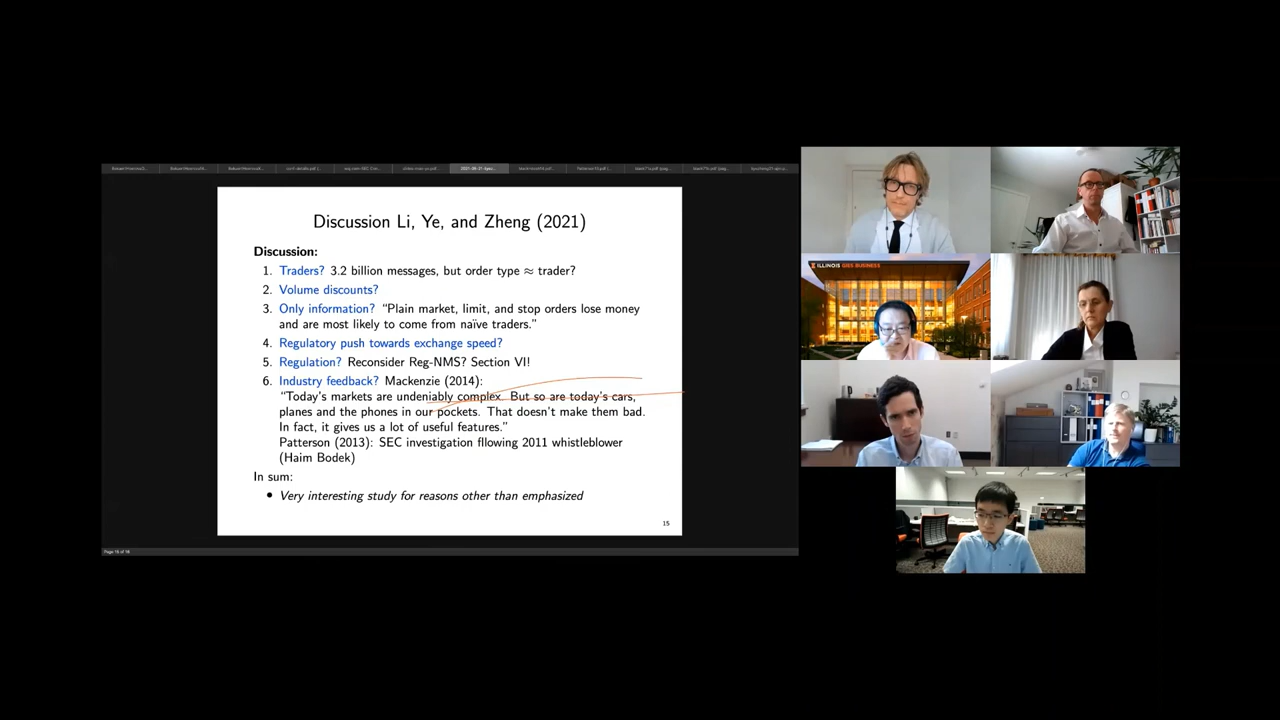 Discussion Li, Ye, and Zheng (2021)
Discussion:
1. Traders? 3.2 billion messages, but order type ≈ trader?
2. Volume discounts?
3. Only information? “Plain market, limit, and stop orders lose money
and are most likely to come from naïve traders.”
4. Regulatory push towards exchange speed?
5. Regulation? Reconsider Reg-NMS? Section VI!
6. Industry feedback? Mackenzie (2014):
“Today’s markets are undeniably complex. But so are today’s cars,
planes and the phones in our pockets. That doesn’t make them bad.
In fact, it gives us a lot of useful features.”
Patterson (2013): SEC investigation fllowing 2011 whistleblower
(Haim Bodek)
In sum:
• Very interesting study for reasons other than emphasized
15
ILLINOIS GIES BUSINESS